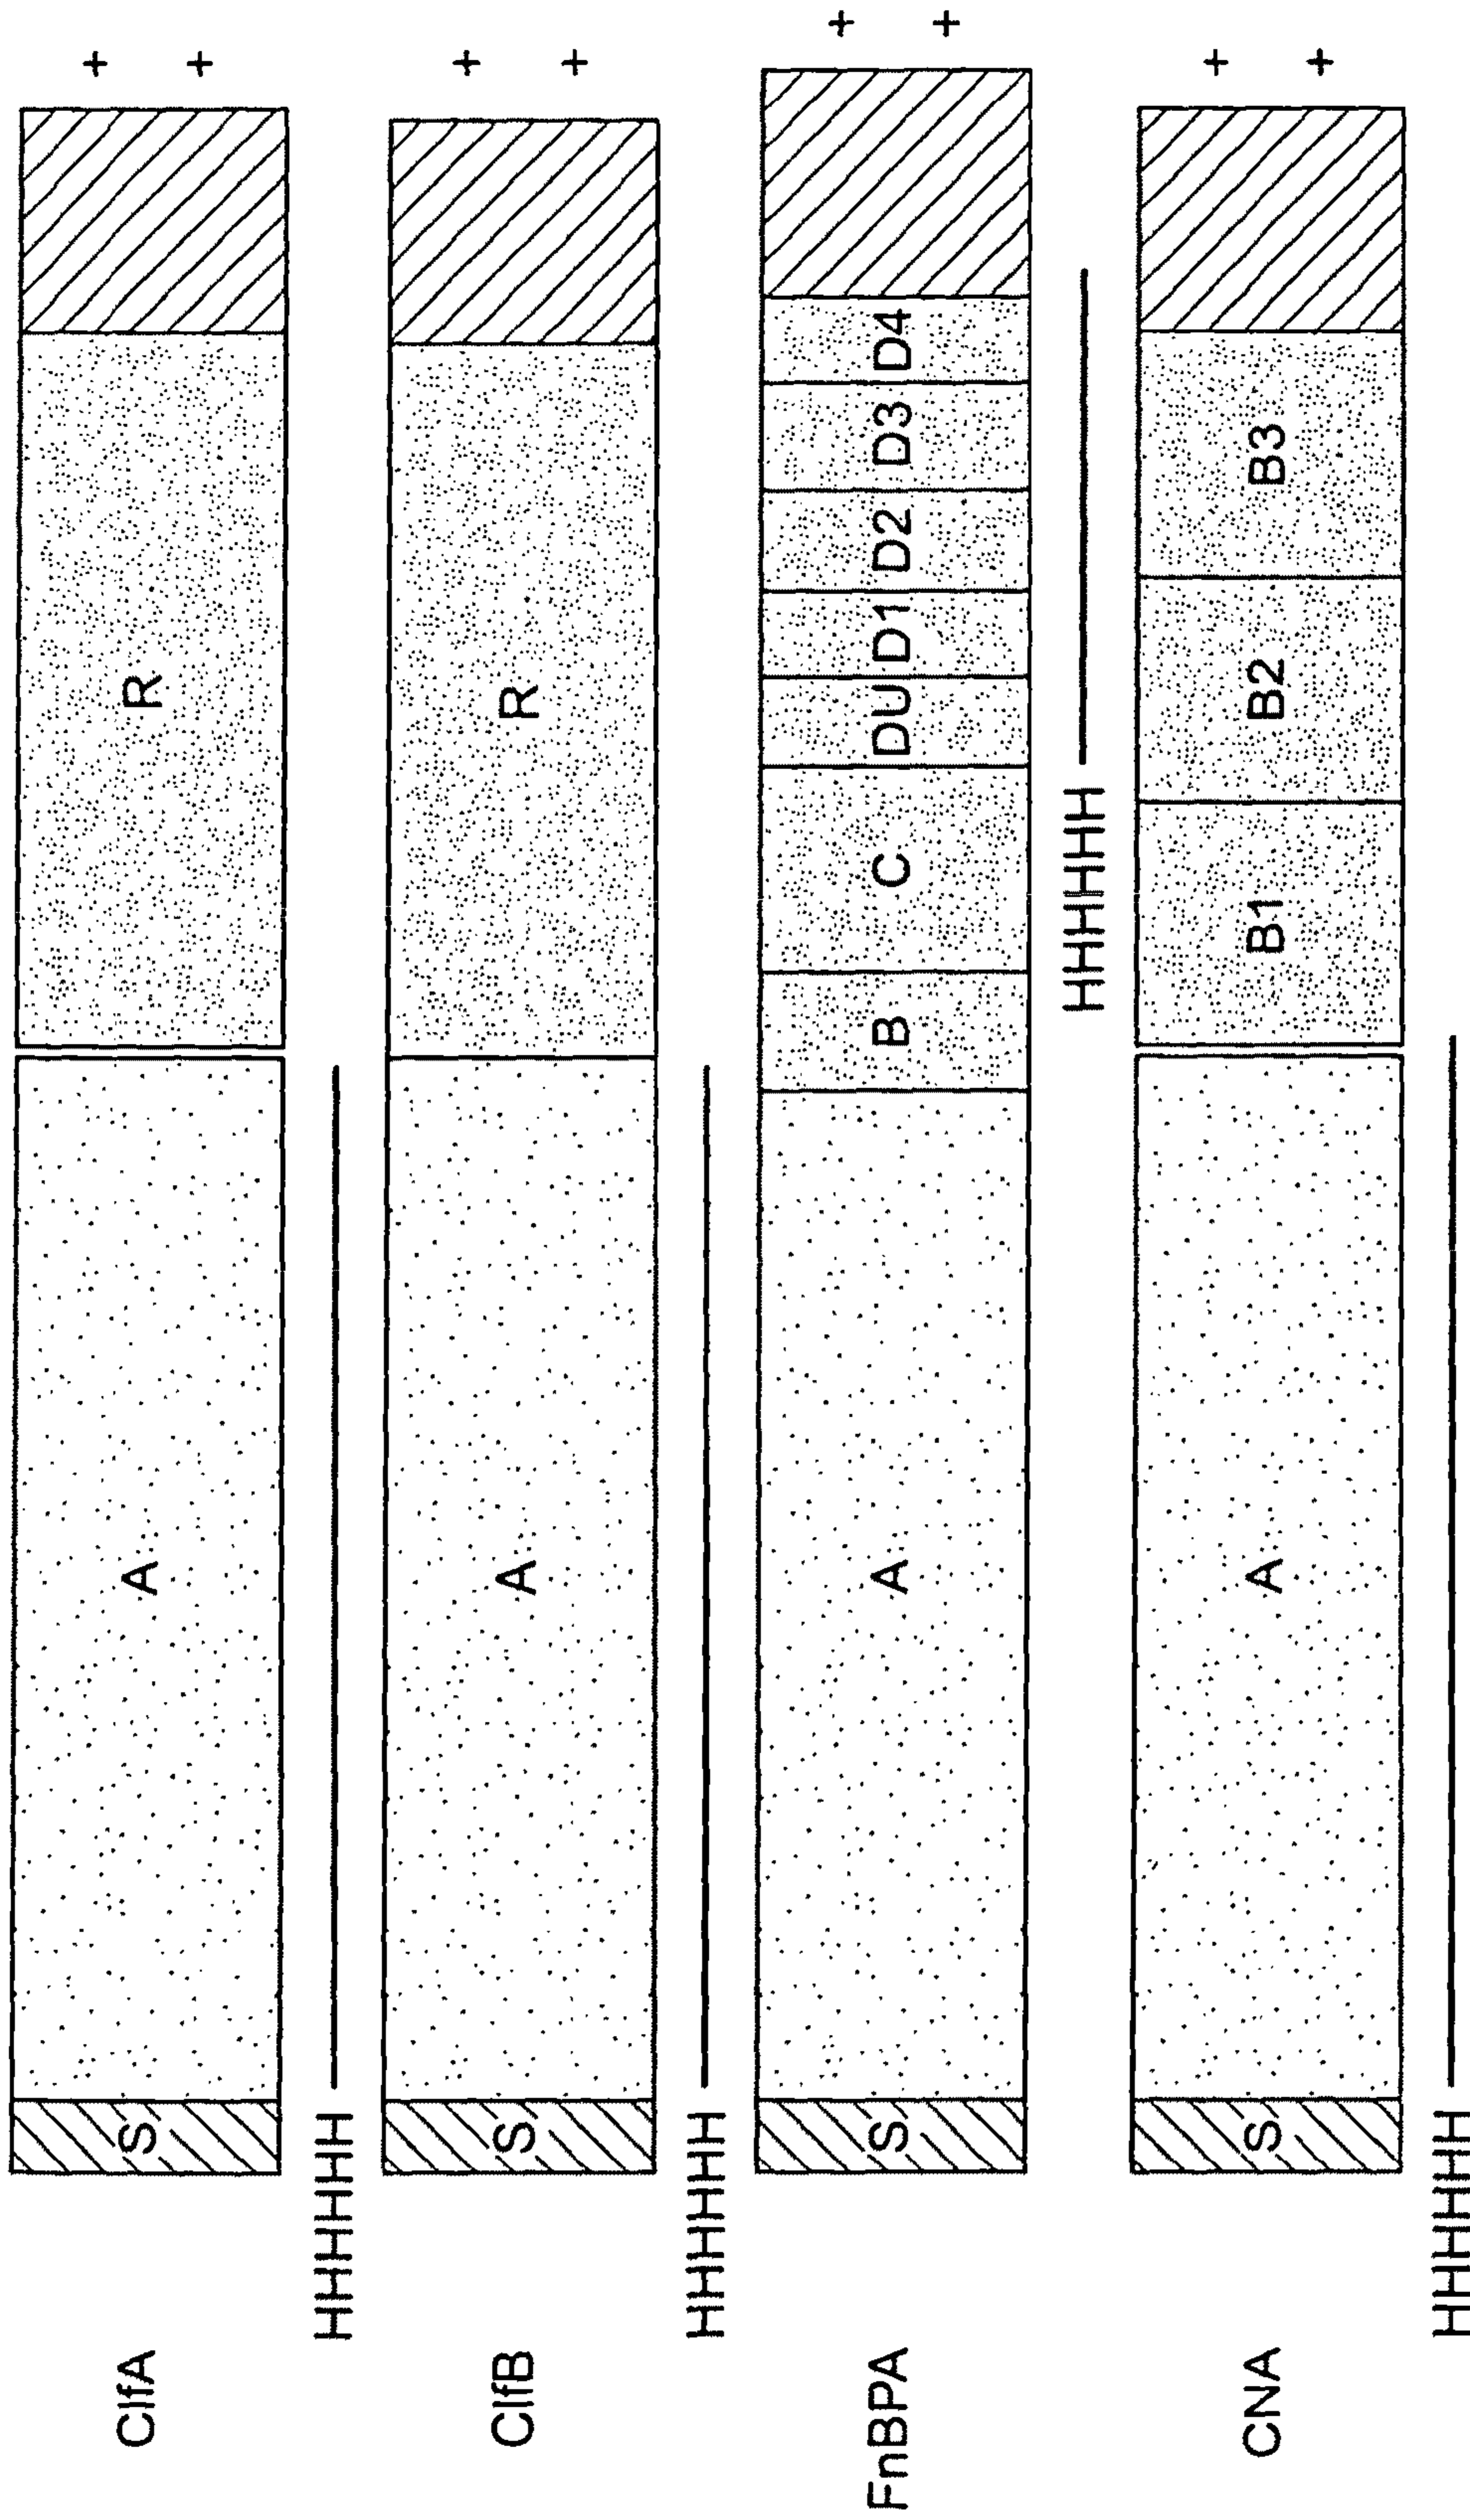 ClfA S A R + +
HHHHHH
ClfB S A R + +
HHHHHH
FnBPA S A B C DU D1 D2 D3 D4 + +
HHHHHH
CNA S A B1 B2 B3 + +
HHHHHH